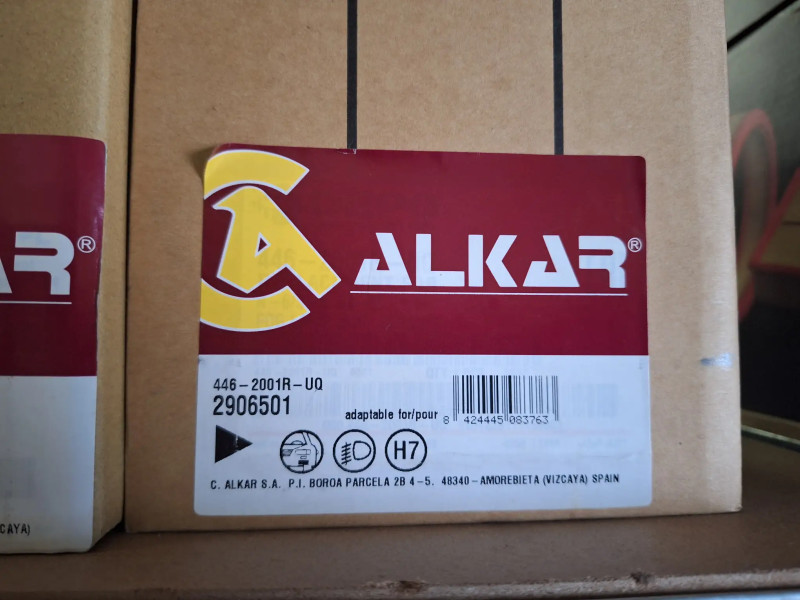 ALKAR®
446-2001R-UQ
2906501
adaptable for/pour
8 424445 083763
H7
C. ALKAR S.A. P.I. BOROA PARCELA 2B 4-5. 48340-AMOREBIETA (VIZCAYA) SPAIN
AR®
CAYA)